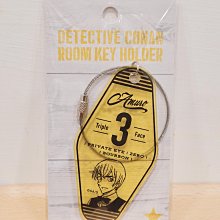 DETECTIVE CONAN
ROOM KEY HOLDER
Amuro
Triple 3 Face
PRIVATE EYE / ZERO /
BOURBON